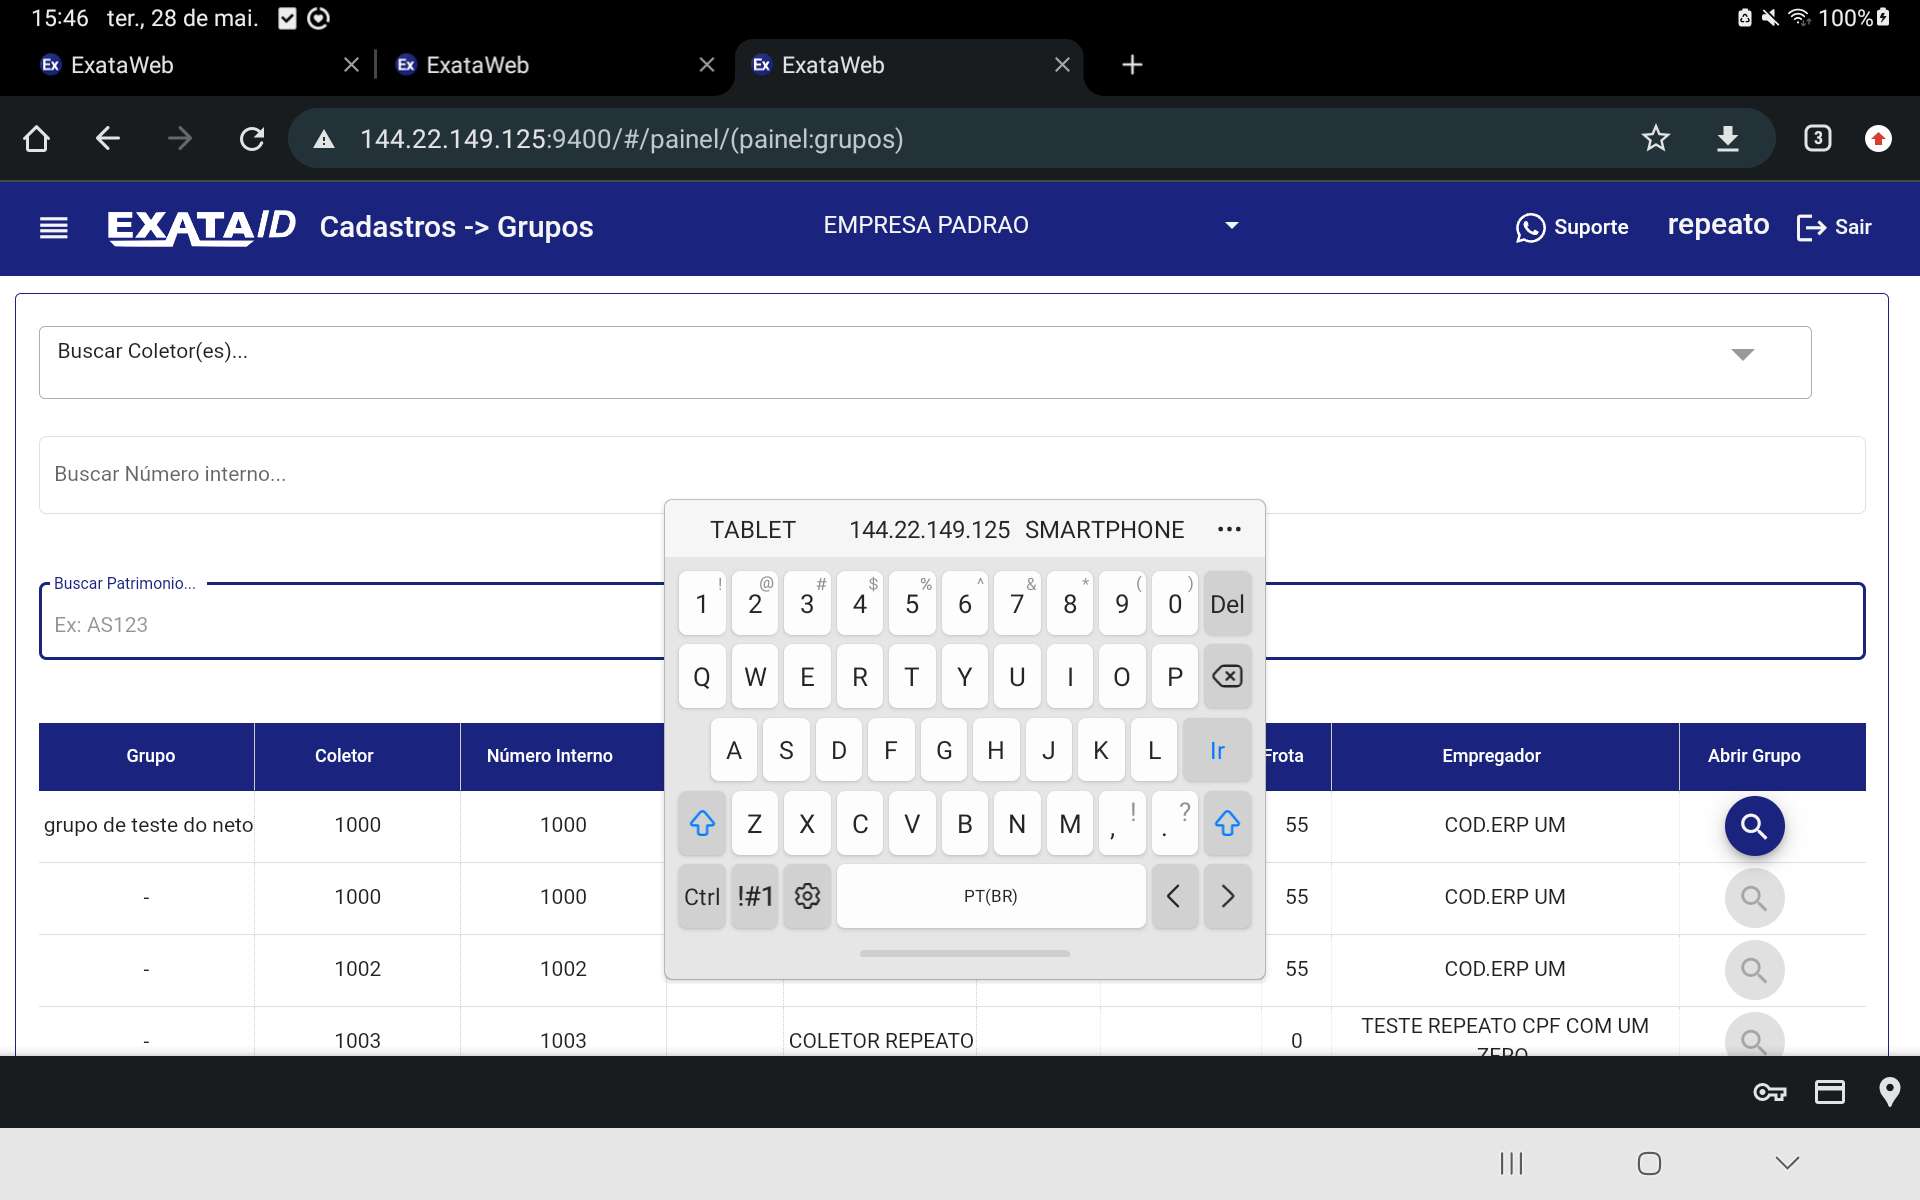 15:46 ter., 28 de mai. 100%
Ex ExataWeb Ex ExataWeb Ex ExataWeb
144.22.149.125:9400/#/painel/(painel:grupos) 3
EXATA/ID Cadastros -> Grupos EMPRESA PADRAO Suporte repeato Sair
Buscar Coletor(es)...
Buscar Número interno...
TABLET 144.22.149.125 SMARTPHONE
Buscar Patrimonio...
Ex: AS123
! @ # $ % ^ & * ( )
1 2 3 4 5 6 7 8 9 0 Del
Q W E R T Y U I O P
A S D F G H J K L Ir
Z X C V B N M , ! . ?
Ctrl !#1 PT(BR) < >
Grupo Coletor Número Interno Frota Empregador Abrir Grupo
grupo de teste do neto 1000 1000 55 COD.ERP UM
- 1000 1000 55 COD.ERP UM
- 1002 1002 55 COD.ERP UM
- 1003 1003 COLETOR REPEATO 0 TESTE REPEATO CPF COM UM
ZERO